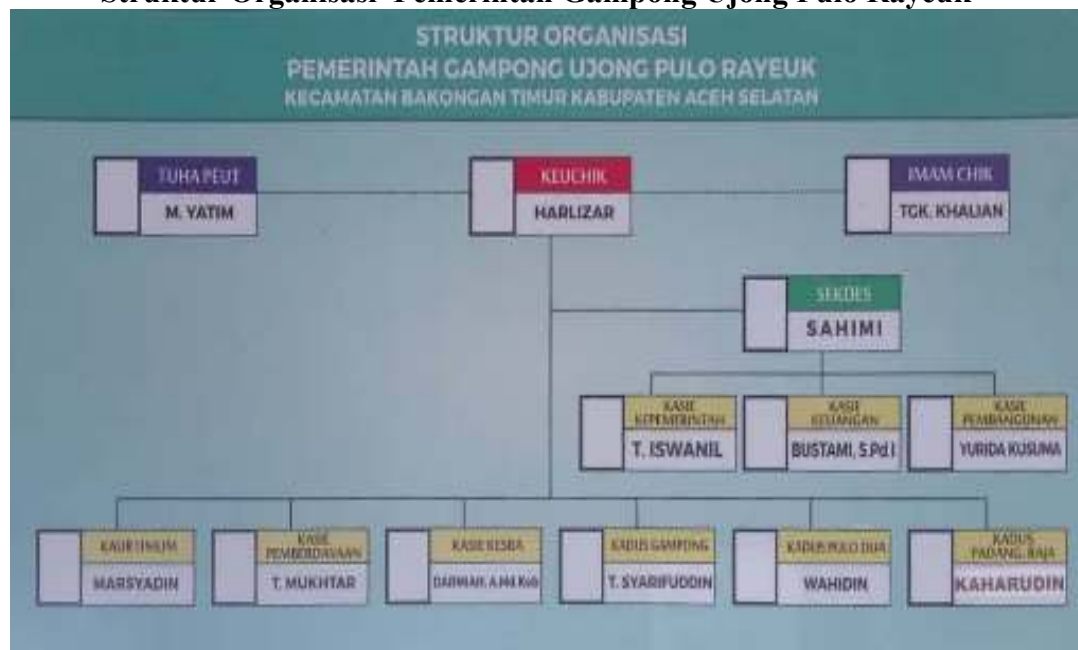 Struktur Organisasi Pemerintah Gampong Ujong Pulo Rayeuk
STRUKTUR ORGANISASI
PEMERINTAH GAMPONG UJONG PULO RAYEUK
KECAMATAN BAKONGAN TIMUR KABUPATEN ACEH SELATAN
TUHA PEUT
M. YATIM
KEUCHIK
HARLIZAR
IMAM CHIK
TGK. KHALIAN
SEKDES
SAHIMI
KASIE
KEPEMERINTAH
T. ISWANIL
KASIE
KEUANGAN
BUSTAMI, S.Pd.I
KASIE
PEMBANGUNAN
YURIDA KUSUMA
KAUR UMUM
MARSYADIN
KASIE
PEMBERDAYAAN
T. MUKHTAR
KASIE KESRA
A.Md.Keb
KADUS GAMPONG
T. SYARIFUDDIN
KADUS PULO DUA
WAHIDIN
KADUS
PADANG. RAJA
KAHARUDIN